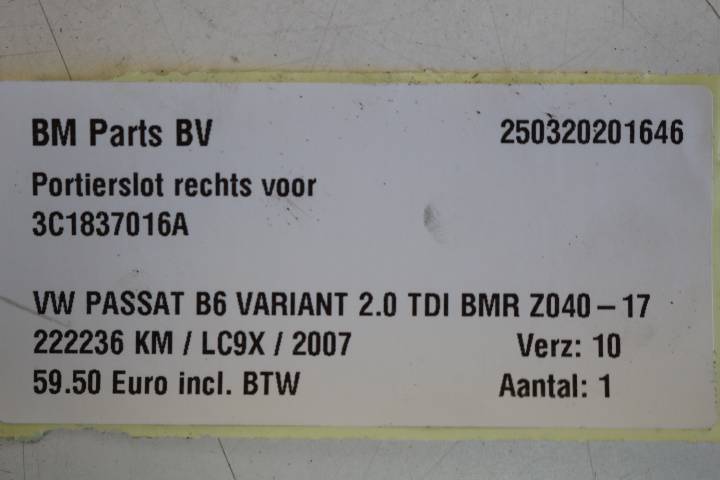 BM Parts BV 250320201646
Portierslot rechts voor
3C1837016A
VW PASSAT B6 VARIANT 2.0 TDI BMR Z040-17
222236 KM / LC9X / 2007 Verz: 10
59.50 Euro incl. BTW Aantal: 1